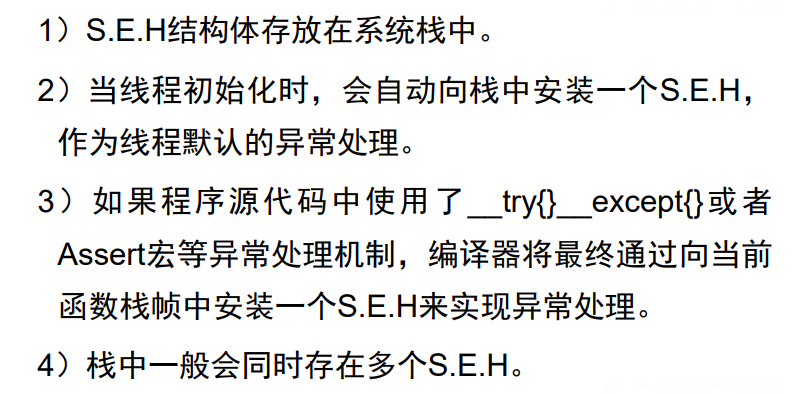 1）S.E.H结构体存放在系统栈中。
2）当线程初始化时，会自动向栈中安装一个S.E.H，
作为线程默认的异常处理。
3）如果程序源代码中使用了__try{}__except{}或者
Assert宏等异常处理机制，编译器将最终通过向当前
函数栈帧中安装一个S.E.H来实现异常处理。
4）栈中一般会同时存在多个S.E.H。